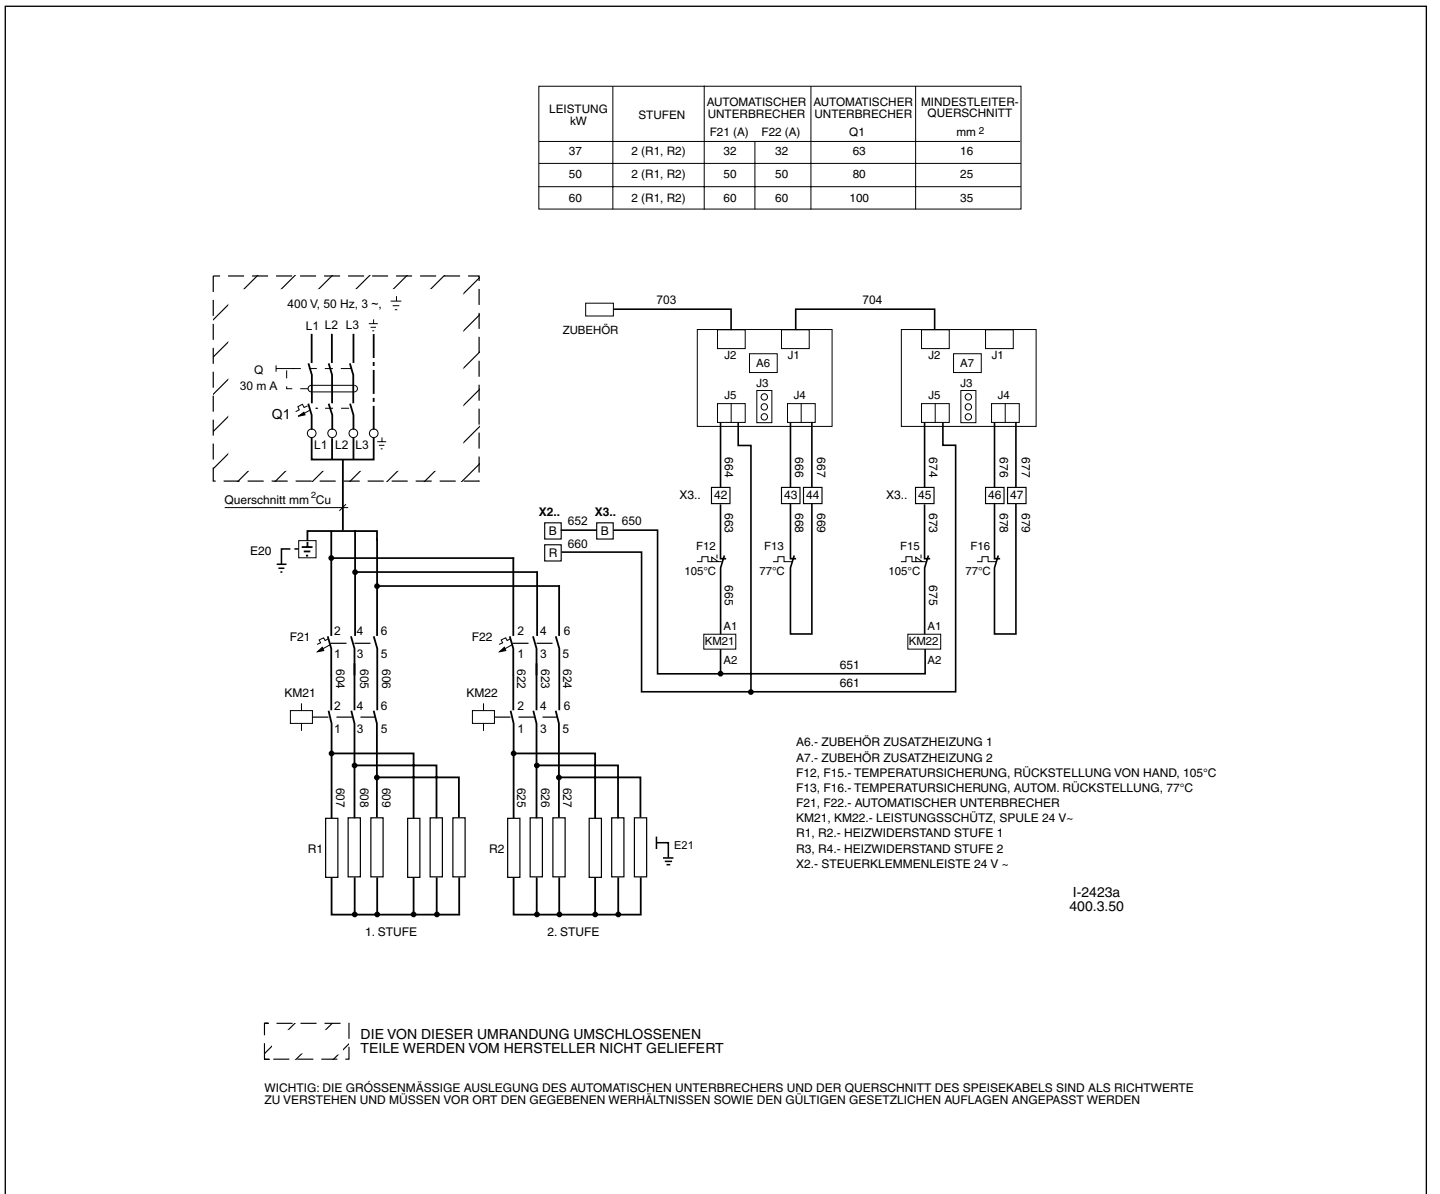 LEISTUNG kW STUFEN AUTOMATISCHER UNTERBRECHER AUTOMATISCHER UNTERBRECHER MINDESTLEITER-QUERSCHNITT
F21 (A) F22 (A) Q1 mm 2
37 2 (R1, R2) 32 32 63 16
50 2 (R1, R2) 50 50 80 25
60 2 (R1, R2) 60 60 100 35
400 V, 50 Hz, 3 ~,
L1 L2 L3
Q
30 m A
Q1
L1 L2 L3
Querschnitt mm 2Cu
E20
703 704
ZUBEHÖR
J2 A6 J1
J3
J5 J4
J2 A7 J1
J3
J5 J4
664 666 667 674 676 677
X3.. 42 43 44 X3.. 45 46 47
663 668 669 673 678 679
X2.. X3..
B 652 B 650
R 660
F12 F13 F15 F16
105°C 77°C 105°C 77°C
665 675
A1 A1
KM21 KM22
A2 A2
651
661
F21 2 4 6 F22 2 4 6
1 3 5 1 3 5
604 605 606 622 623 624
KM21 2 4 6 KM22 2 4 6
1 3 5 1 3 5
607 608 609 625 626 627
R1 R2 E21
1. STUFE 2. STUFE
A6.- ZUBEHÖR ZUSATZHEIZUNG 1
A7.- ZUBEHÖR ZUSATZHEIZUNG 2
F12, F15.- TEMPERATURSICHERUNG, RÜCKSTELLUNG VON HAND, 105°C
F13, F16.- TEMPERATURSICHERUNG, AUTOM. RÜCKSTELLUNG, 77°C
F21, F22.- AUTOMATISCHER UNTERBRECHER
KM21, KM22.- LEISTUNGSSCHÜTZ, SPULE 24 V~
R1, R2.- HEIZWIDERSTAND STUFE 1
R3, R4.- HEIZWIDERSTAND STUFE 2
X2.- STEUERKLEMMENLEISTE 24 V ~
I-2423a
400.3.50
DIE VON DIESER UMRANDUNG UMSCHLOSSENEN
TEILE WERDEN VOM HERSTELLER NICHT GELIEFERT
WICHTIG: DIE GRÓSSENMÄSSIGE AUSLEGUNG DES AUTOMATISCHEN UNTERBRECHERS UND DER QUERSCHNITT DES SPEISEKABELS SIND ALS RICHTWERTE
ZU VERSTEHEN UND MÜSSEN VOR ORT DEN GEGEBENEN WERHÄLTNISSEN SOWIE DEN GÜLTIGEN GESETZLICHEN AUFLAGEN ANGEPASST WERDEN